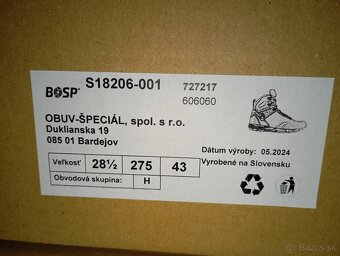 S18206-001
727217
606060
BOSP®
OBUV-ŠPECIÁL, spol. s r.o.
Duklianska 19
085 01 Bardejov
Dátum výroby: 05.2024
Vyrobené na Slovensku
Veľkosť 28½ 275 43
Obvodová skupina: H
Bazos.sk